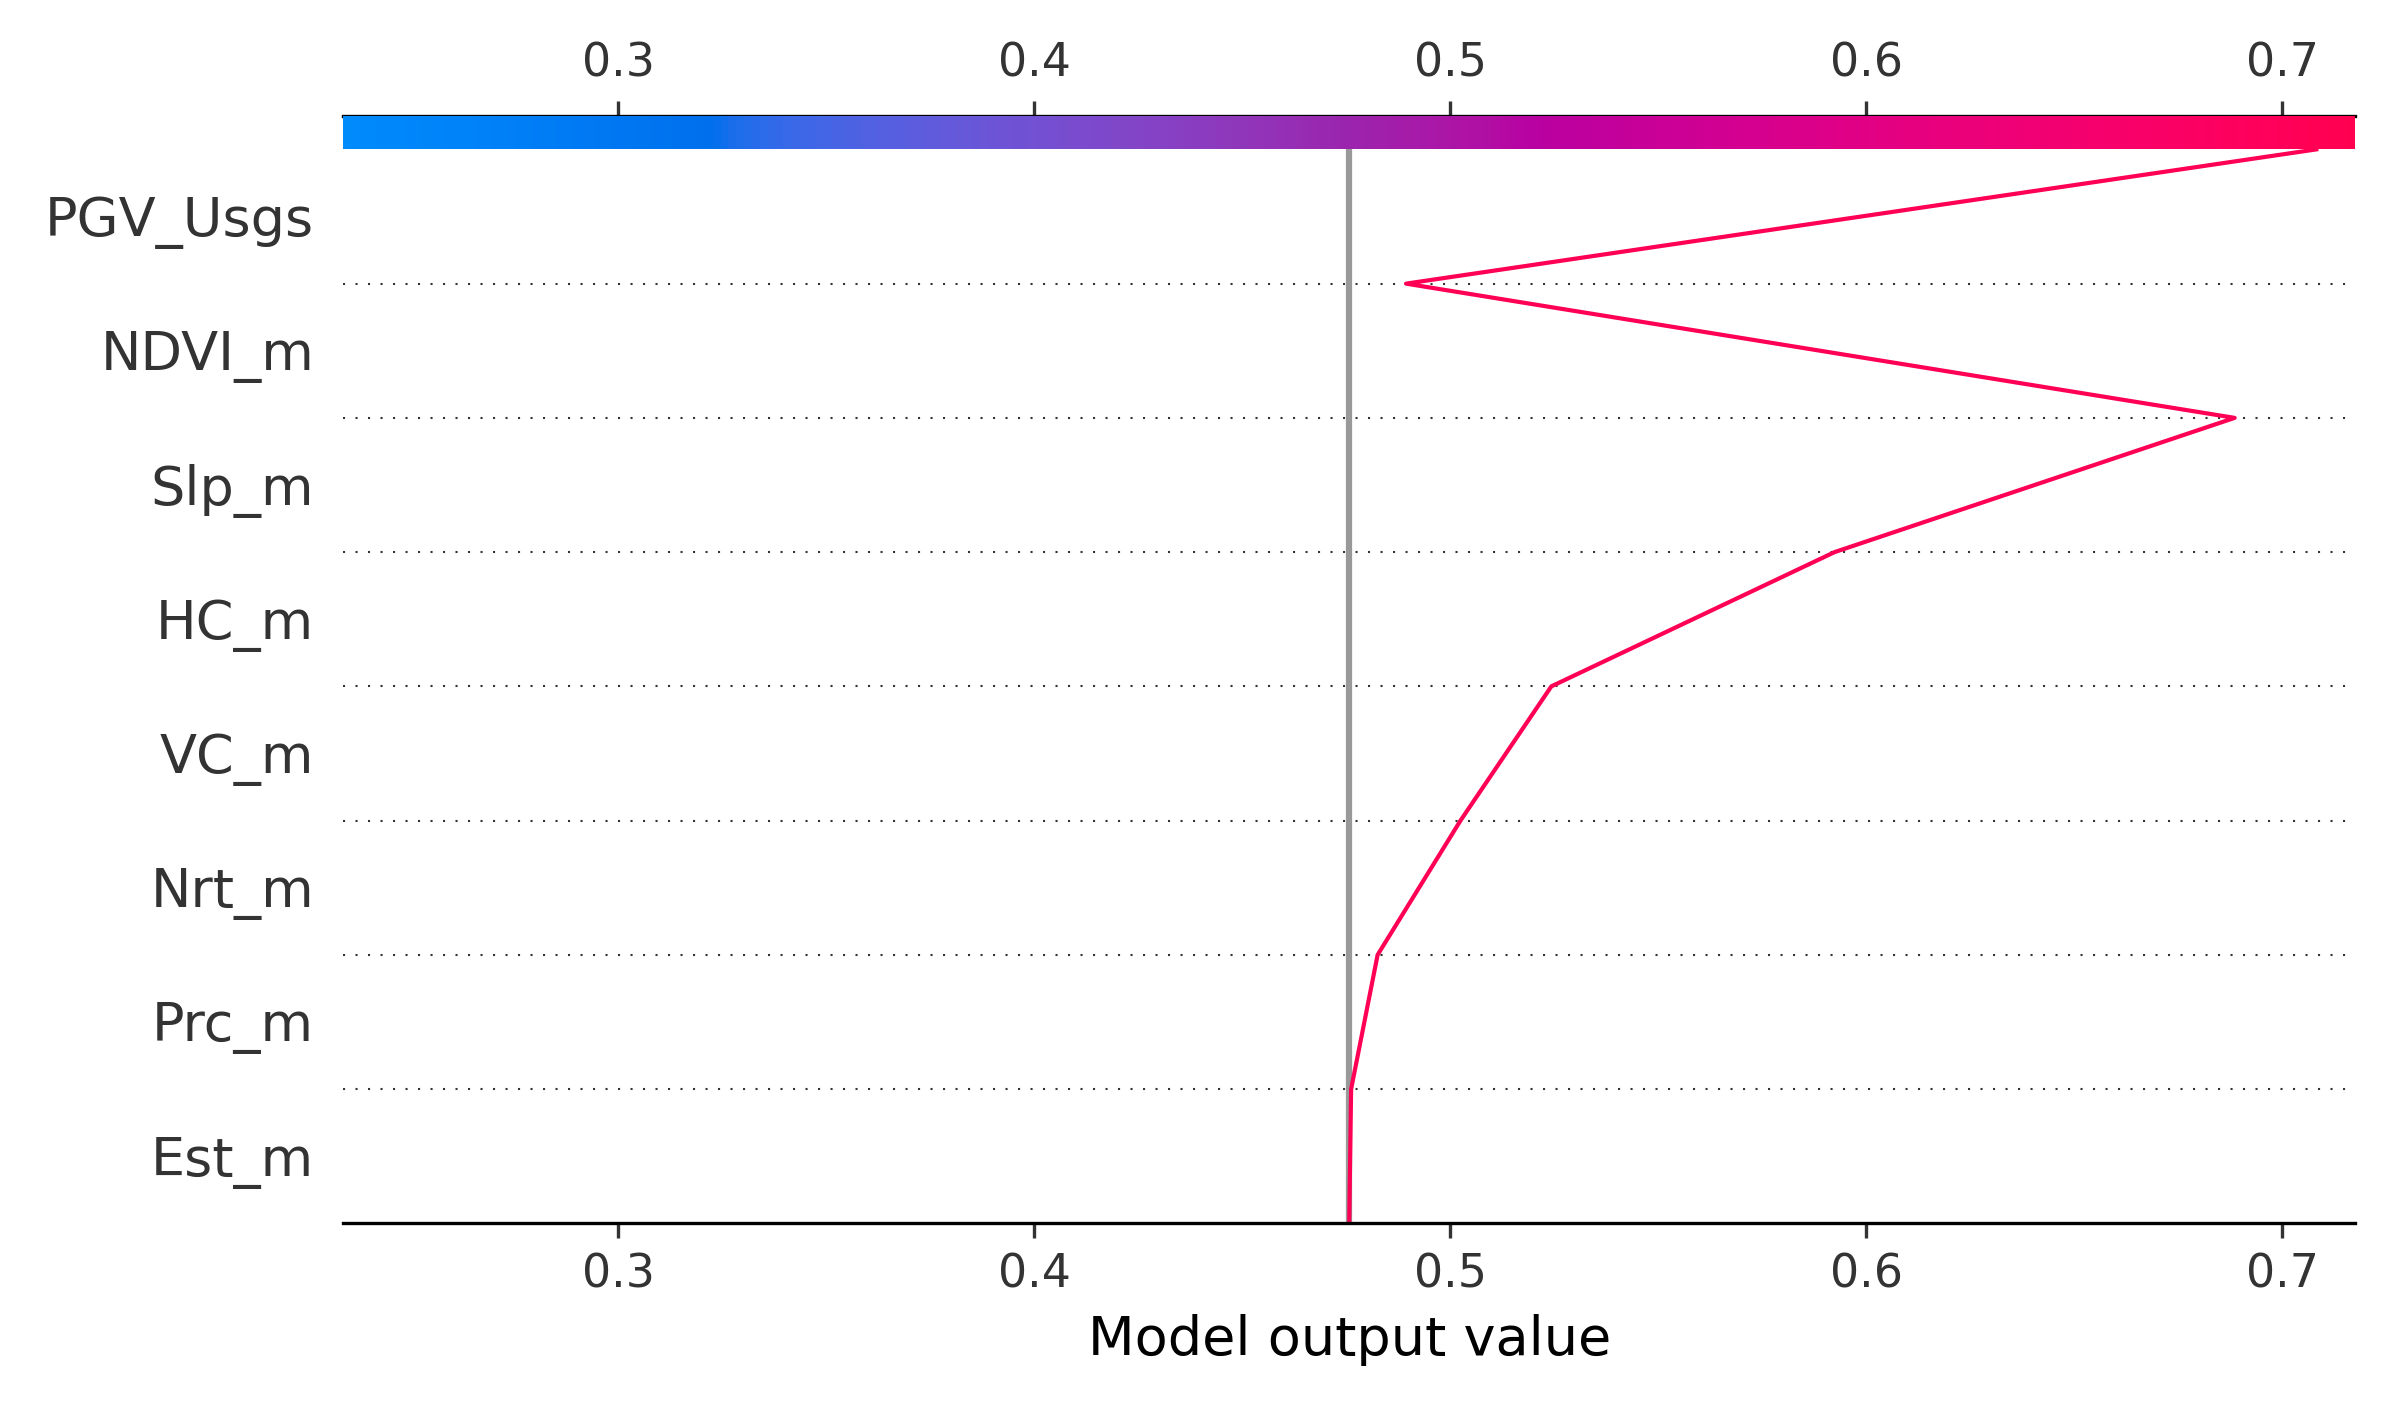 0.3 0.4 0.5 0.6 0.7
PGV_Usgs
NDVI_m
Slp_m
HC_m
VC_m
Nrt_m
Prc_m
Est_m
0.3 0.4 0.5 0.6 0.7
Model output value